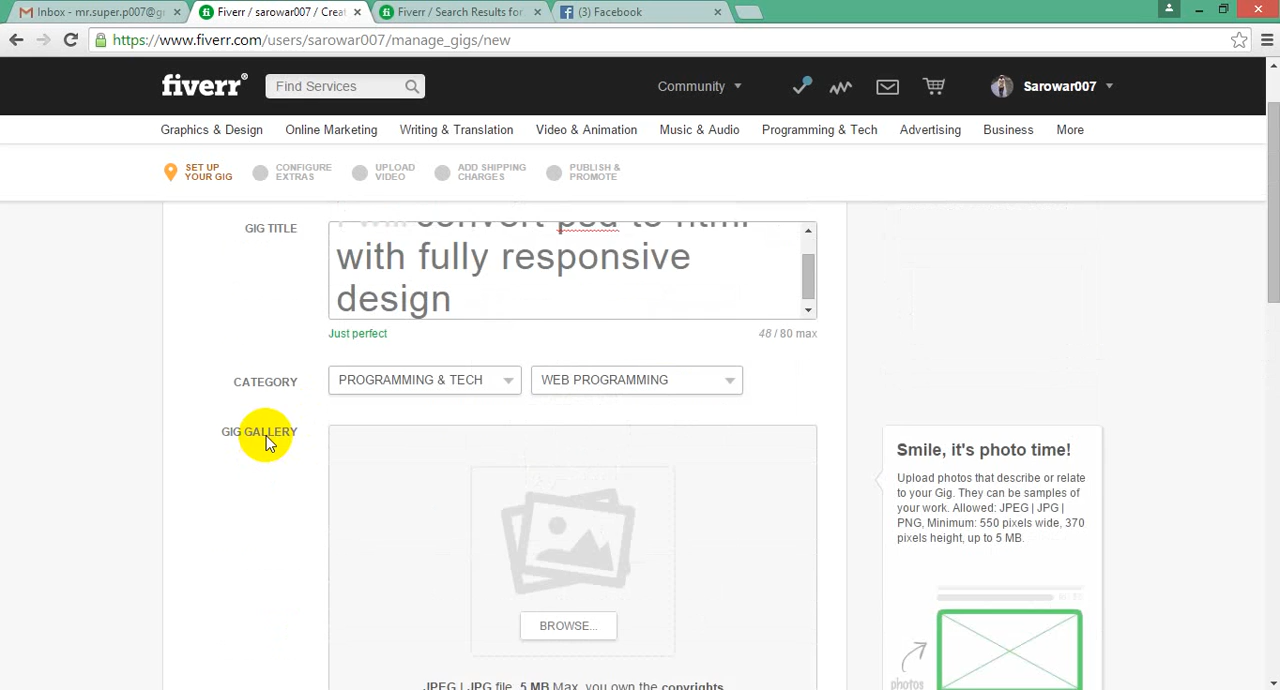 Inbox - mr.super.p007@g
Fiverr / sarowar007 / Creat
Fiverr / Search Results for
(3) Facebook
https://www.fiverr.com/users/sarowar007/manage_gigs/new
fiverr®
Find Services
Community
Sarowar007
Graphics & Design
Online Marketing
Writing & Translation
Video & Animation
Music & Audio
Programming & Tech
Advertising
Business
More
SET UP
YOUR GIG
CONFIGURE
EXTRAS
UPLOAD
VIDEO
ADD SHIPPING
CHARGES
PUBLISH &
PROMOTE
GIG TITLE
I will convert psd to html
with fully responsive
design
Just perfect
48 / 80 max
CATEGORY
PROGRAMMING & TECH
WEB PROGRAMMING
GIG GALLERY
BROWSE...
JPEG | JPG file, 5 MB Max, you own the copyrights
Smile, it's photo time!
Upload photos that describe or relate
to your Gig. They can be samples of
your work. Allowed: JPEG | JPG |
PNG, Minimum: 550 pixels wide, 370
pixels height, up to 5 MB.
photos